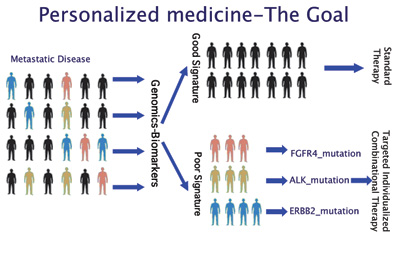 Personalized medicine-The Goal
Metastatic Disease
Genomics-Biomarkers
Good Signature
Standard
Therapy
Poor Signature
FGFR4_mutation
ALK_mutation
ERBB2_mutation
Targeted Individualized
Combinational Therapy